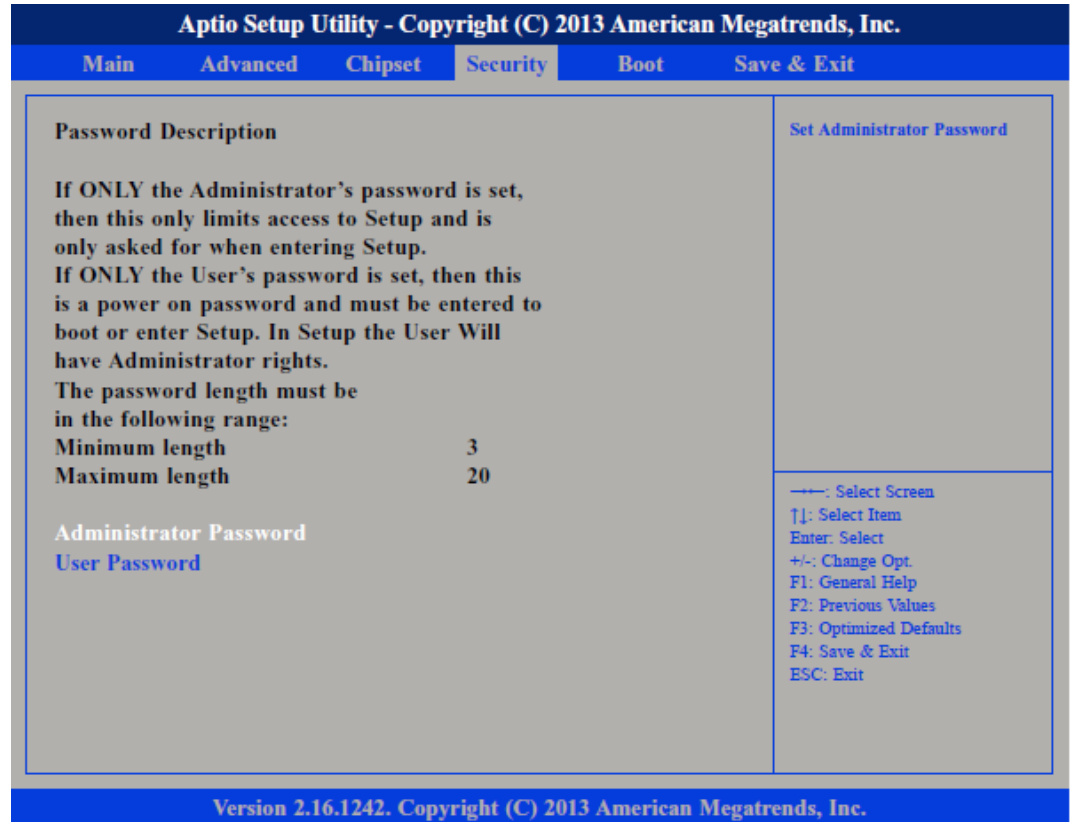 Aptio Setup Utility - Copyright (C) 2013 American Megatrends, Inc.
Main Advanced Chipset Security Boot Save & Exit
Password Description
If ONLY the Administrator's password is set,
then this only limits access to Setup and is
only asked for when entering Setup.
If ONLY the User's password is set, then this
is a power on password and must be entered to
boot or enter Setup. In Setup the User Will
have Administrator rights.
The password length must be
in the following range:
Minimum length 3
Maximum length 20
Administrator Password
User Password
Set Administrator Password
→←: Select Screen
↑↓: Select Item
Enter: Select
+/-: Change Opt.
F1: General Help
F2: Previous Values
F3: Optimized Defaults
F4: Save & Exit
ESC: Exit
Version 2.16.1242. Copyright (C) 2013 American Megatrends, Inc.